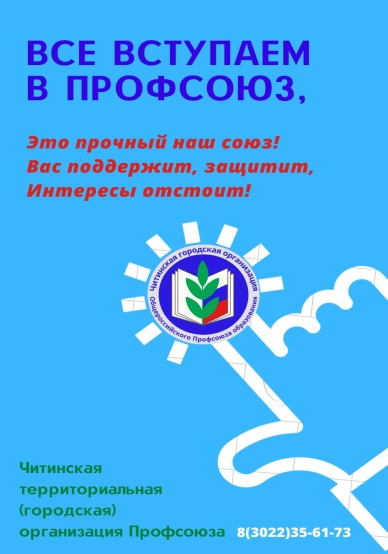 ВСЕ ВСТУПАЕМ
В ПРОФСОЮЗ,
Это прочный наш союз!
Вас поддержит, защитит,
Интересы отстоит!
Читинская городская организация
Общероссийского Профсоюза образования
Читинская
территориальная
(городская)
организация Профсоюза 8(3022)35-61-73